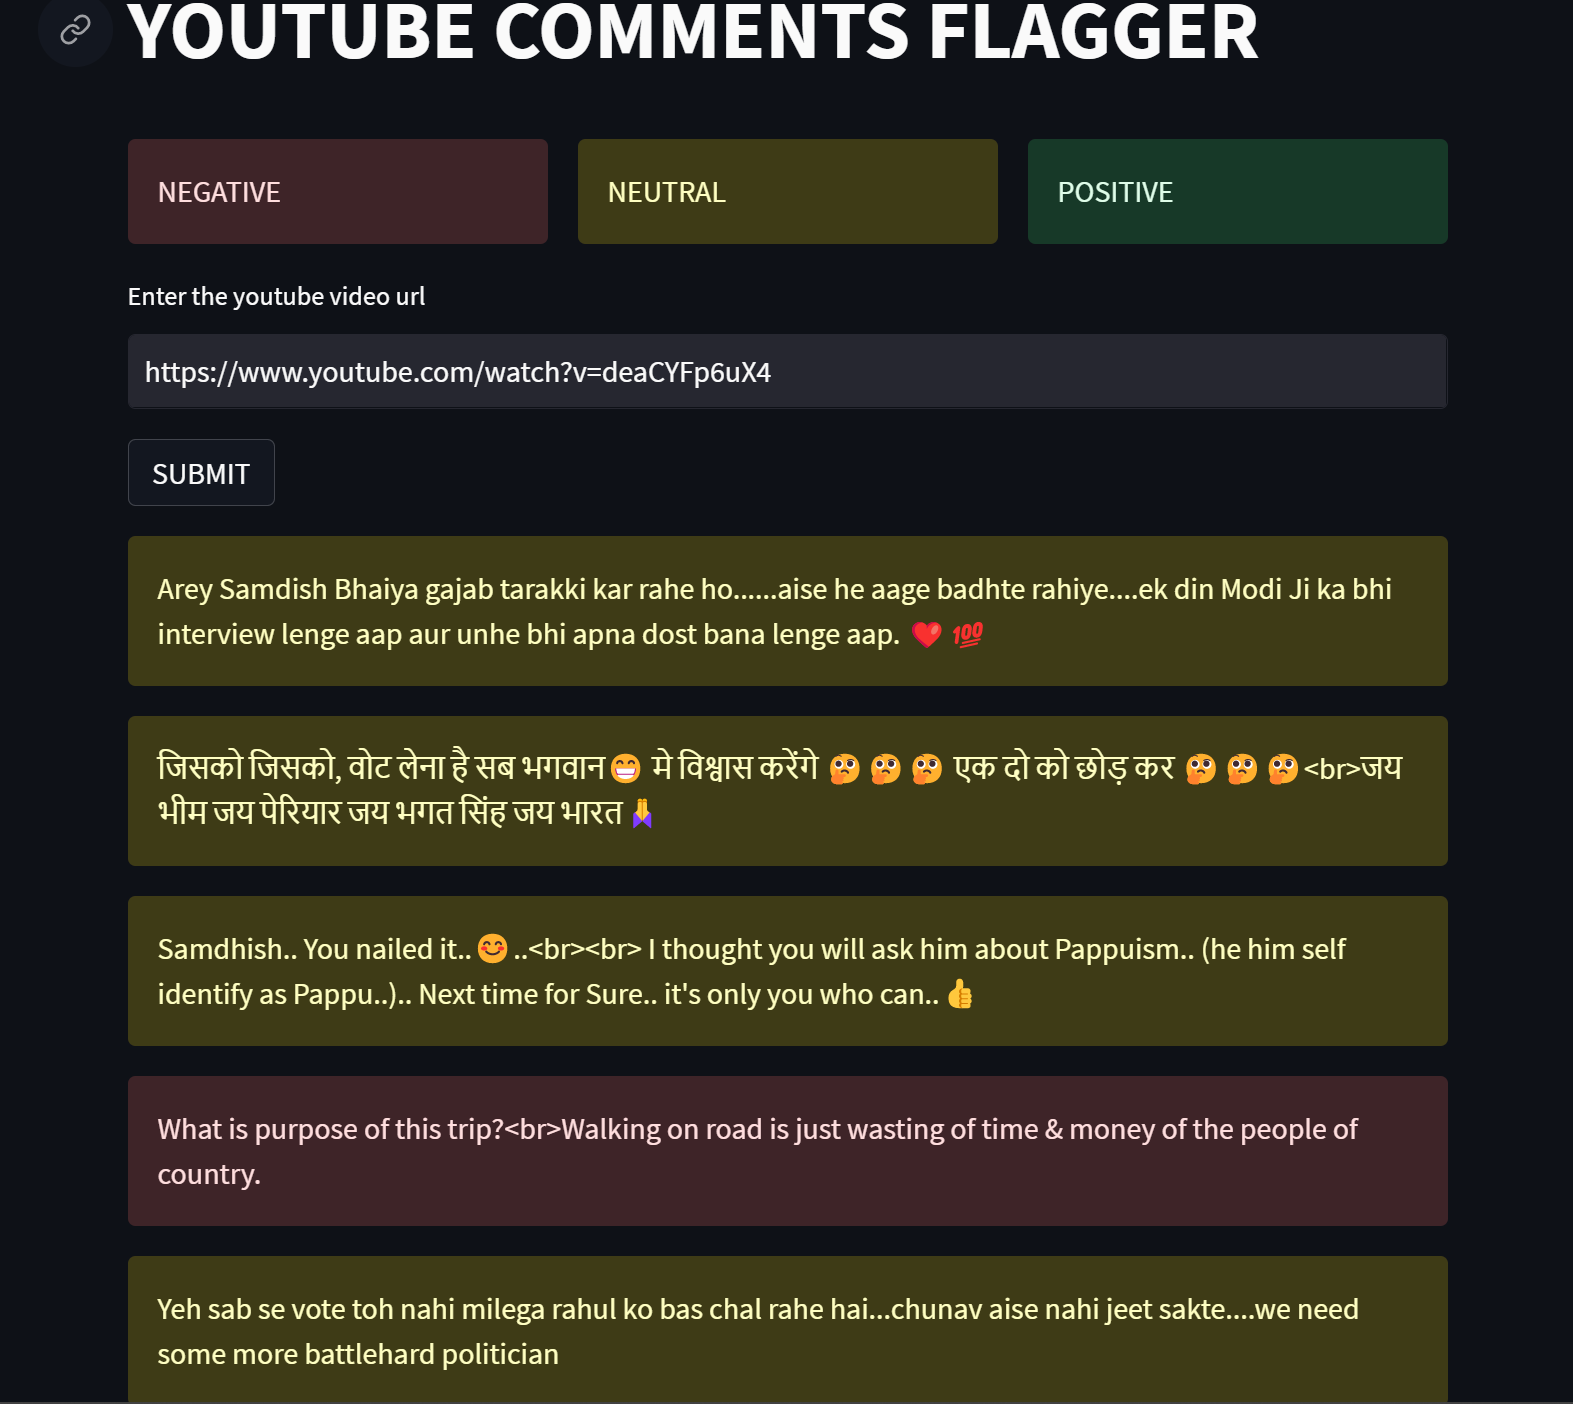 YOUTUBE COMMENTS FLAGGER
NEGATIVE
NEUTRAL
POSITIVE
Enter the youtube video url
https://www.youtube.com/watch?v=deaCYFp6uX4
SUBMIT
Arey Samdish Bhaiya gajab tarakki kar rahe ho......aise he aage badhte rahiye....ek din Modi Ji ka bhi
interview lenge aap aur unhe bhi apna dost bana lenge aap. ❤️ 💯
जिसको जिसको, वोट लेना है सब भगवान😁 मे विश्वास करेंगे 🤔 🤔 🤔 एक दो को छोड़ कर 🤔 🤔 🤔<br>जय
भीम जय पेरियार जय भगत सिंह जय भारत 🙏
Samdhish.. You nailed it.. 😊 ..<br><br> I thought you will ask him about Pappuism.. (he him self
identify as Pappu..).. Next time for Sure.. it's only you who can.. 👍
What is purpose of this trip?<br>Walking on road is just wasting of time & money of the people of
country.
Yeh sab se vote toh nahi milega rahul ko bas chal rahe hai...chunav aise nahi jeet sakte....we need
some more battlehard politician